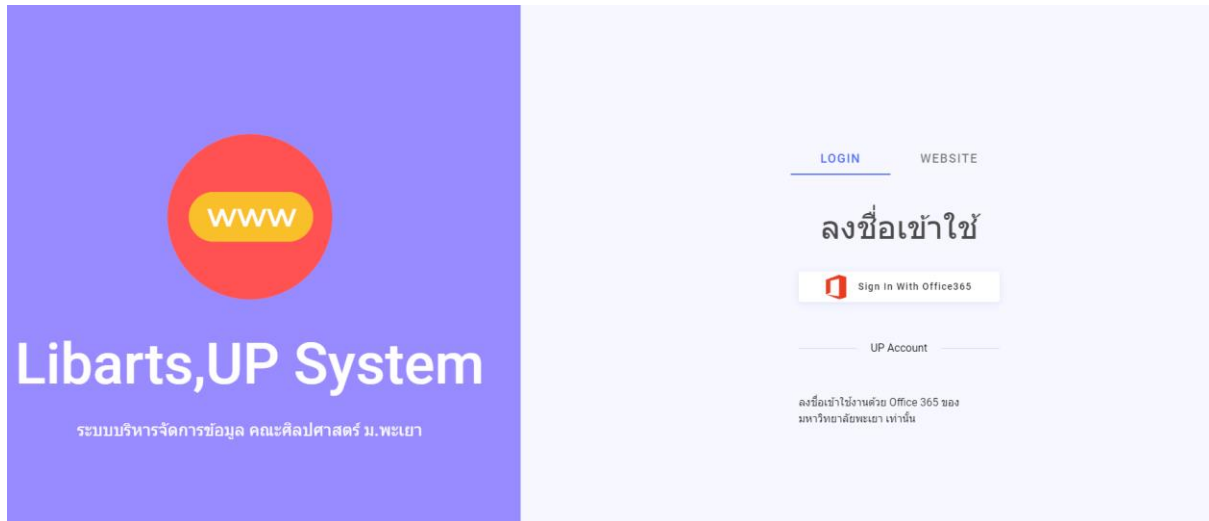 www
Libarts,UP System
ระบบบริหารจัดการข้อมูล คณะศิลปศาสตร์ ม.พะเยา
LOGIN WEBSITE
ลงชื่อเข้าใช้
Sign In With Office365
UP Account
ลงชื่อเข้าใช้งานด้วย Office 365 ของ
มหาวิทยาลัยพะเยา เท่านั้น